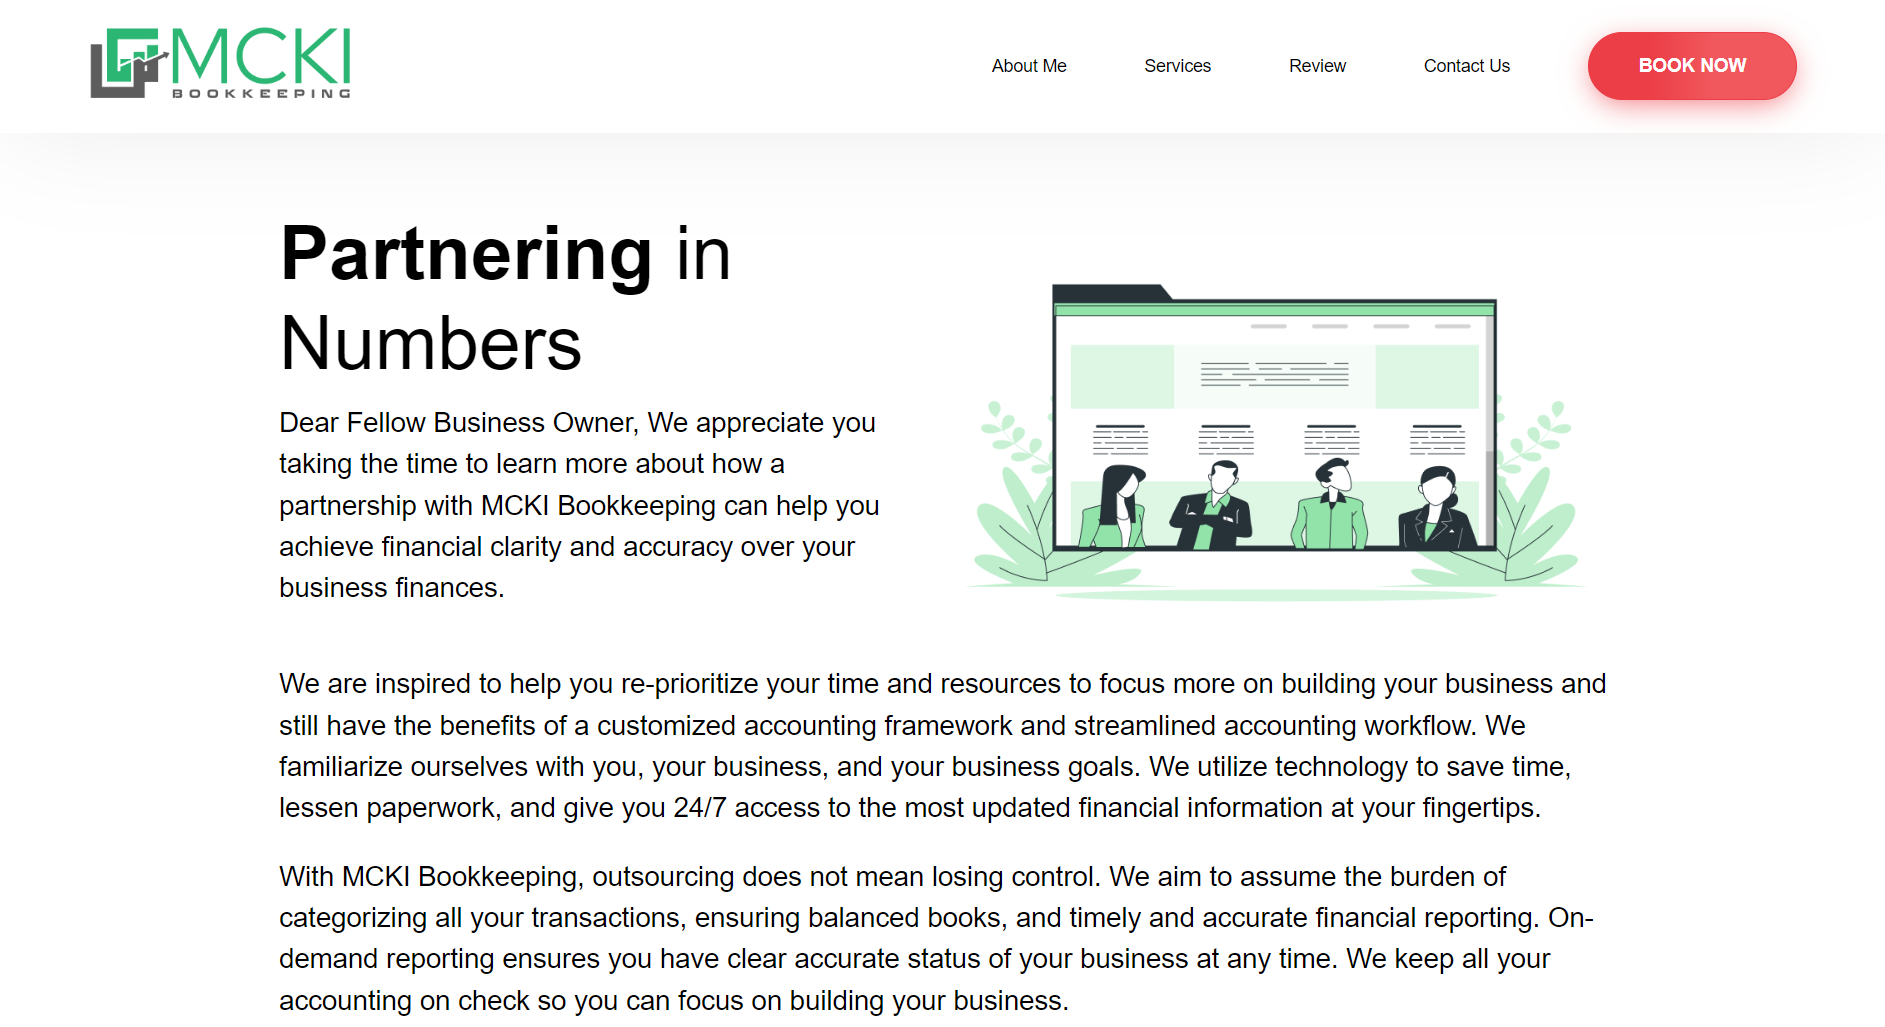 MCKI
BOOKKEEPING
About Me
Services
Review
Contact Us
BOOK NOW
Partnering in
Numbers
Dear Fellow Business Owner, We appreciate you
taking the time to learn more about how a
partnership with MCKI Bookkeeping can help you
achieve financial clarity and accuracy over your
business finances.
We are inspired to help you re-prioritize your time and resources to focus more on building your business and
still have the benefits of a customized accounting framework and streamlined accounting workflow. We
familiarize ourselves with you, your business, and your business goals. We utilize technology to save time,
lessen paperwork, and give you 24/7 access to the most updated financial information at your fingertips.
With MCKI Bookkeeping, outsourcing does not mean losing control. We aim to assume the burden of
categorizing all your transactions, ensuring balanced books, and timely and accurate financial reporting. On-
demand reporting ensures you have clear accurate status of your business at any time. We keep all your
accounting on check so you can focus on building your business.